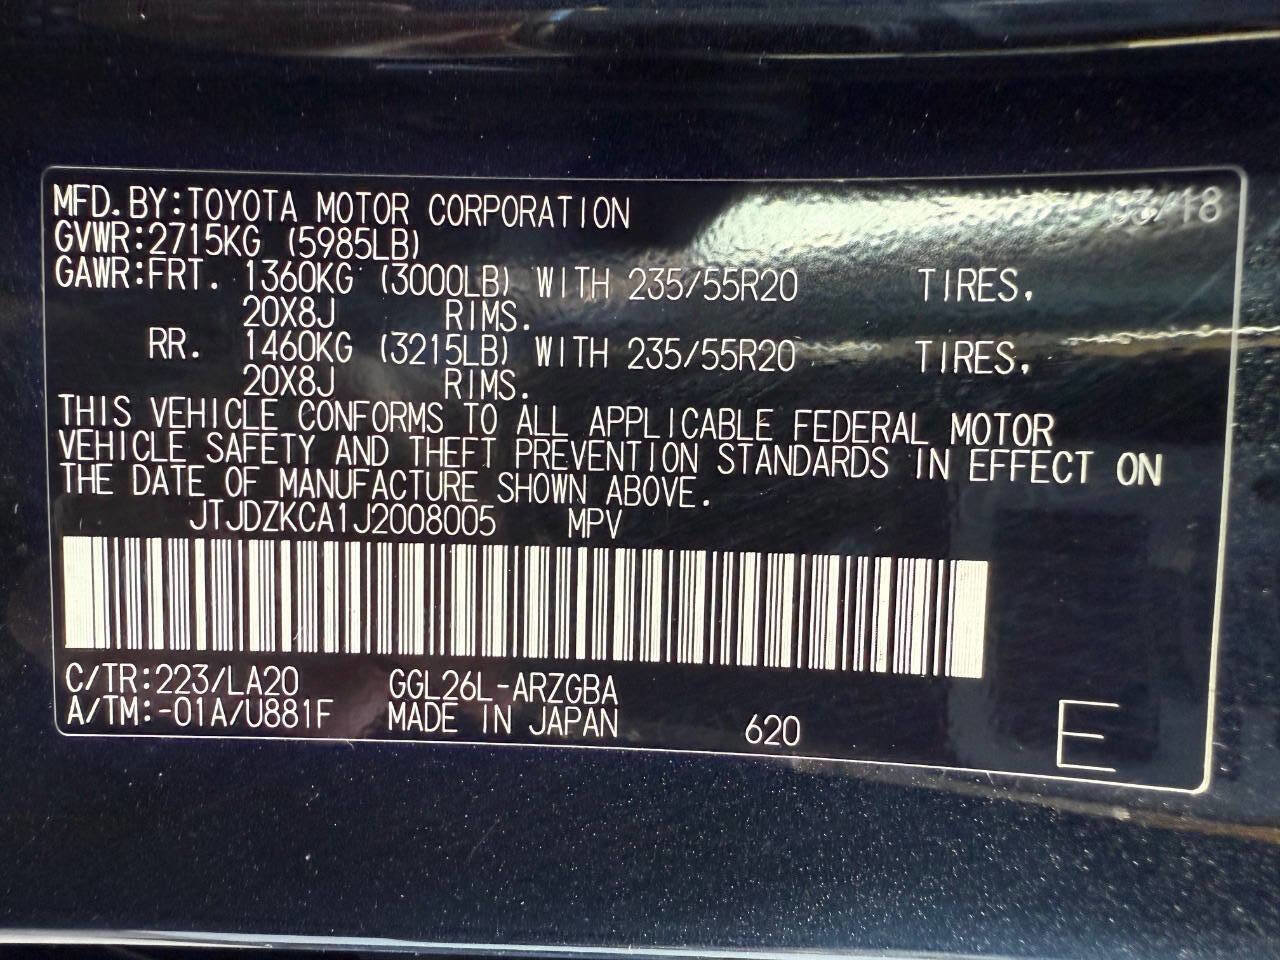 MFD.BY:TOYOTA MOTOR CORPORATION 03/18
GVWR:2715KG (5985LB)
GAWR:FRT. 1360KG (3000LB) WITH 235/55R20 TIRES,
20X8J RIMS.
RR. 1460KG (3215LB) WITH 235/55R20 TIRES,
20X8J RIMS.
THIS VEHICLE CONFORMS TO ALL APPLICABLE FEDERAL MOTOR
VEHICLE SAFETY AND THEFT PREVENTION STANDARDS IN EFFECT ON
THE DATE OF MANUFACTURE SHOWN ABOVE.
JTJDZKCA1J2008005 MPV
C/TR:223/LA20 GGL26L-ARZGBA
A/TM:-01A/U881F MADE IN JAPAN 620 E